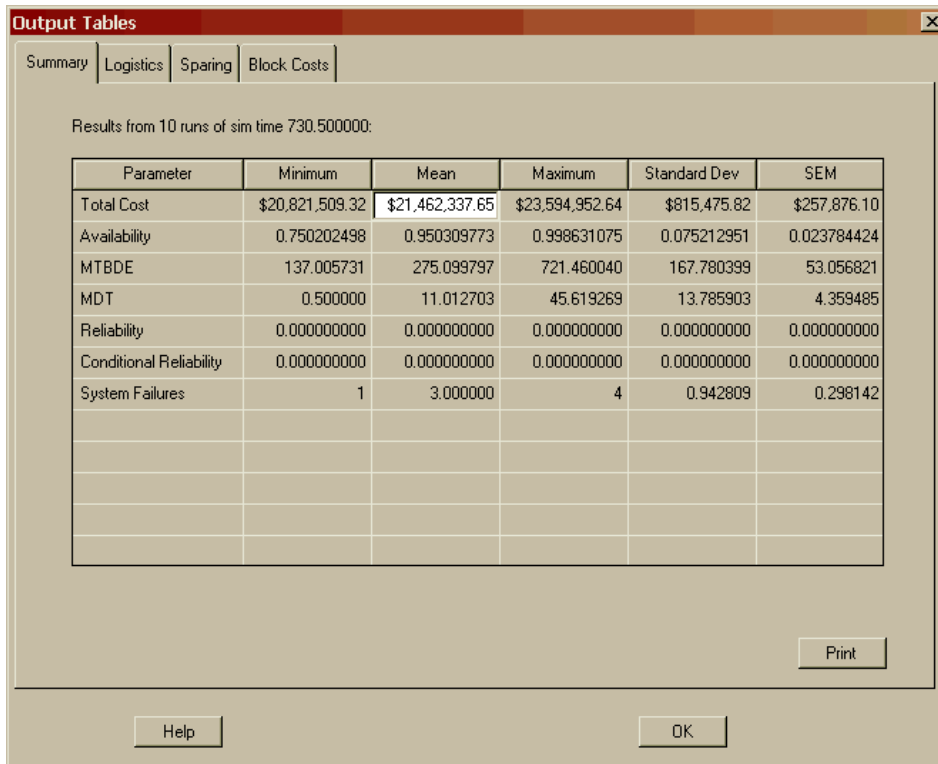 Output Tables
Summary Logistics Sparing Block Costs
Results from 10 runs of sim time 730.500000:
Parameter Minimum Mean Maximum Standard Dev SEM
Total Cost $20,821,509.32 $21,462,337.65 $23,594,952.64 $815,475.82 $257,876.10
Availability 0.750202498 0.950309773 0.998631075 0.075212951 0.023784424
MTBDE 137.005731 275.099797 721.460040 167.780399 53.056821
MDT 0.500000 11.012703 45.619269 13.785903 4.359485
Reliability 0.000000000 0.000000000 0.000000000 0.000000000 0.000000000
Conditional Reliability 0.000000000 0.000000000 0.000000000 0.000000000 0.000000000
System Failures 1 3.000000 4 0.942809 0.298142
Print
Help OK